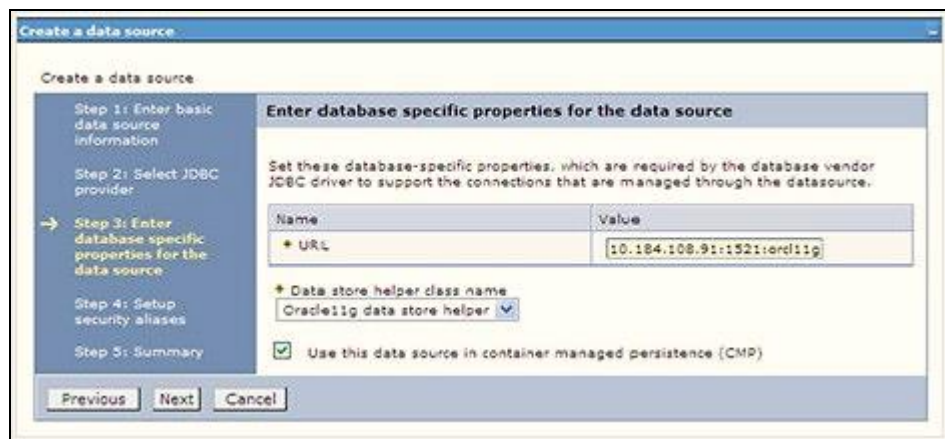 Create a data source
Create a data source
Step 1: Enter basic
data source
information
Step 2: Select JDBC
provider
Step 3: Enter
database specific
properties for the
data source
Step 4: Setup
security aliases
Step 5: Summary
Enter database specific properties for the data source
Set these database-specific properties, which are required by the database vendor
JDBC driver to support the connections that are managed through the datasource.
Name Value
URL 10.184.108.91:1521:orcl11g
Data store helper class name
Oracle11g data store helper
Use this data source in container managed persistence (CMP)
Previous Next Cancel